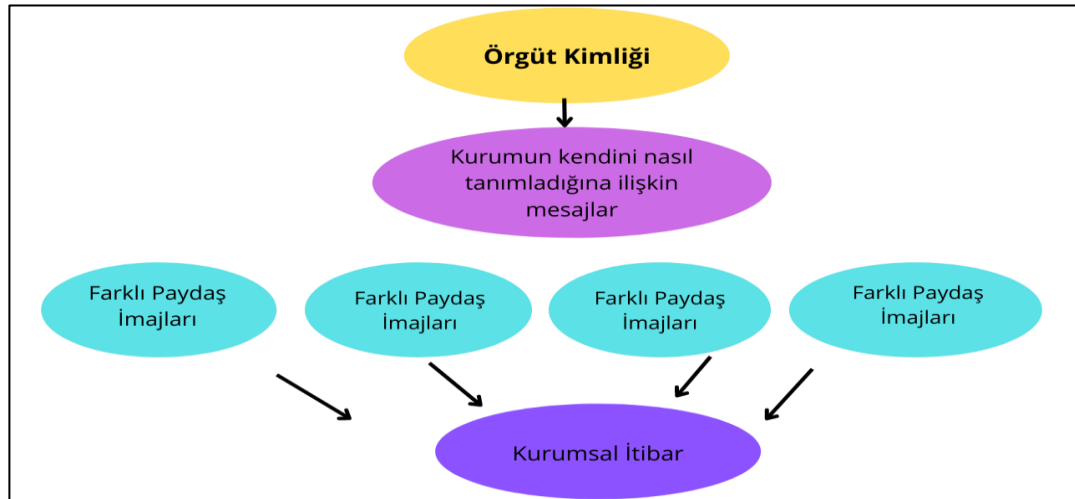 Örgüt Kimliği
Kurumun kendini nasıl
tanımladığına ilişkin
mesajlar
Farklı Paydaş
İmajları
Farklı Paydaş
İmajları
Farklı Paydaş
İmajları
Farklı Paydaş
İmajları
Kurumsal İtibar